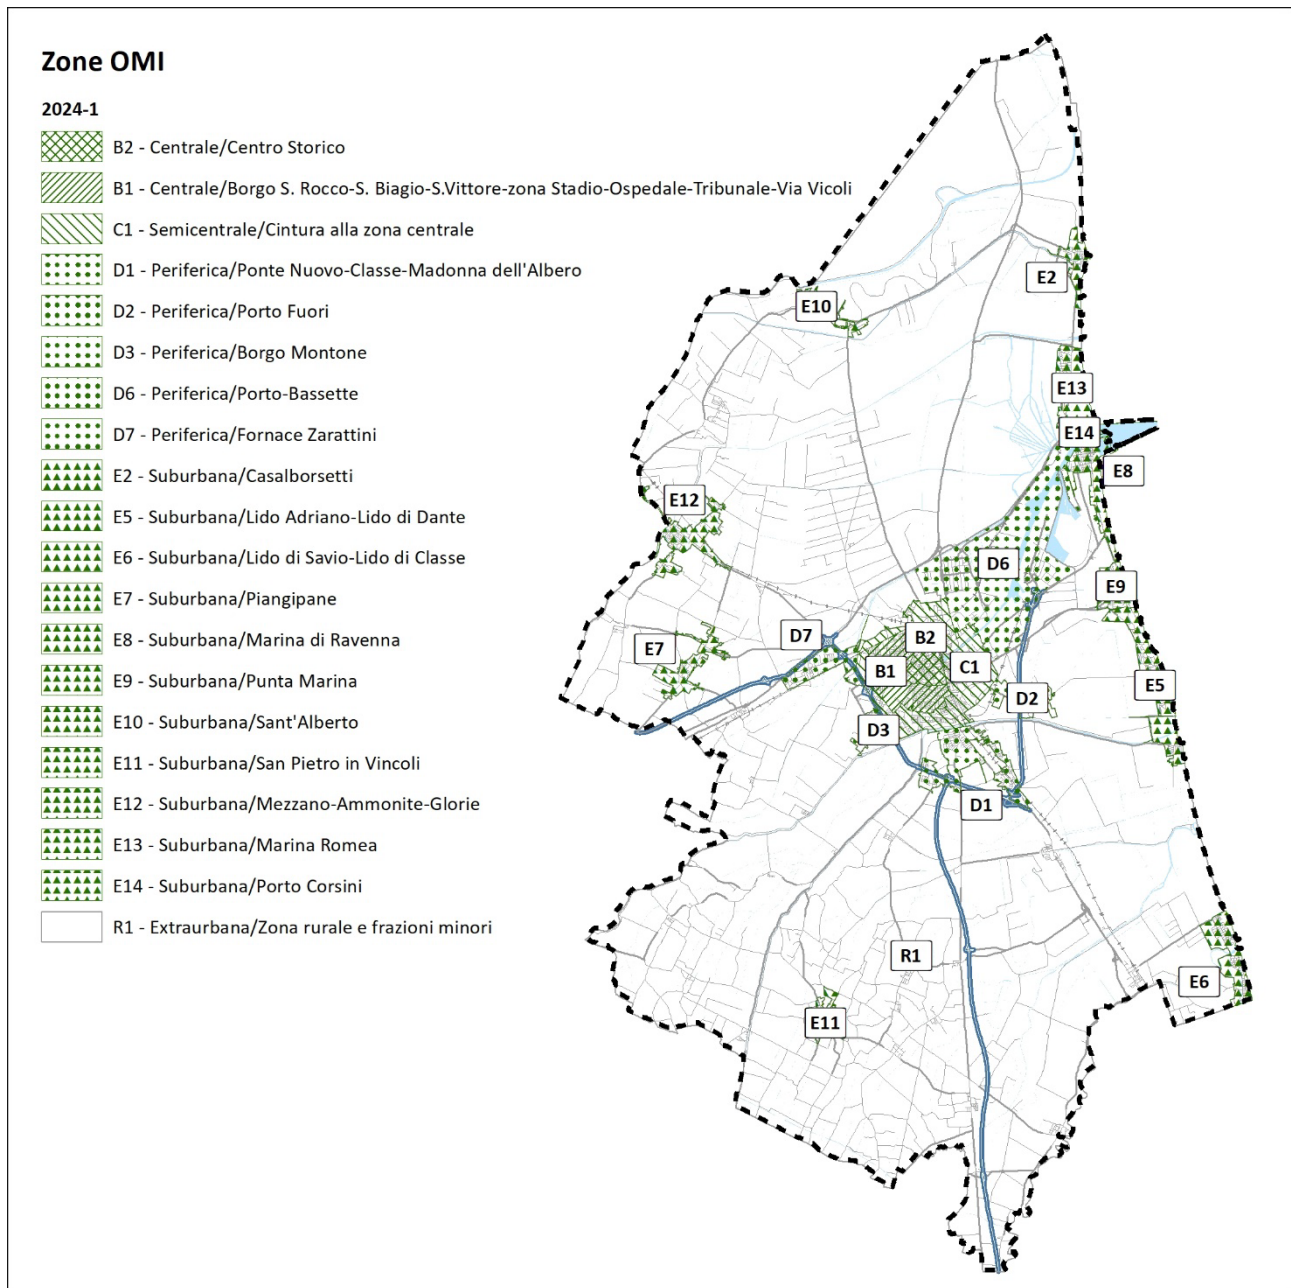 Zone OMI
2024-1
B2 - Centrale/Centro Storico
B1 - Centrale/Borgo S. Rocco-S. Biagio-S.Vittore-zona Stadio-Ospedale-Tribunale-Via Vicoli
C1 - Semicentrale/Cintura alla zona centrale
D1 - Periferica/Ponte Nuovo-Classe-Madonna dell'Albero
D2 - Periferica/Porto Fuori
D3 - Periferica/Borgo Montone
D6 - Periferica/Porto-Bassette
D7 - Periferica/Fornace Zarattini
E2 - Suburbana/Casalborsetti
E5 - Suburbana/Lido Adriano-Lido di Dante
E6 - Suburbana/Lido di Savio-Lido di Classe
E7 - Suburbana/Piangipane
E8 - Suburbana/Marina di Ravenna
E9 - Suburbana/Punta Marina
E10 - Suburbana/Sant'Alberto
E11 - Suburbana/San Pietro in Vincoli
E12 - Suburbana/Mezzano-Ammonite-Glorie
E13 - Suburbana/Marina Romea
E14 - Suburbana/Porto Corsini
R1 - Extraurbana/Zona rurale e frazioni minori
E2
E10
E13
E14
E8
E12
D6
E9
D7
B2
E7
B1
C1
E5
D2
D3
D1
R1
E6
E11